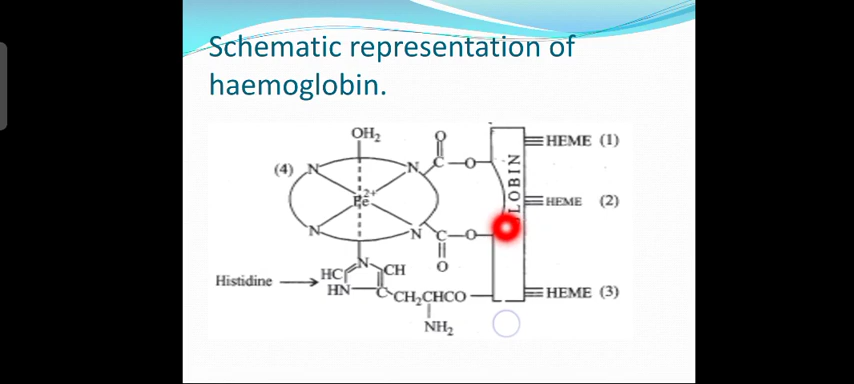 Schematic representation of
haemoglobin.
OH₂
O
(4) N N C O HEME (1)
2+
Fe LOBIN HEME (2)
N N C O
O
N
HC CH
Histidine HN C CH₂CHCO HEME (3)
NH₂